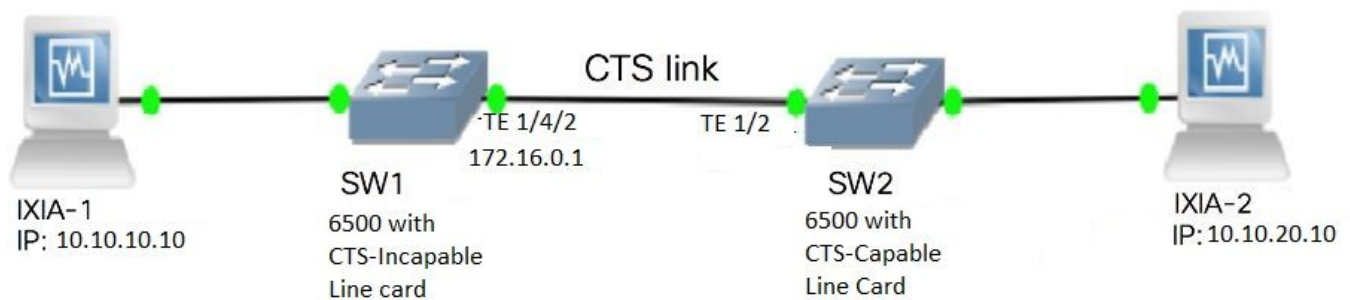 CTS link
-TE 1/4/2
172.16.0.1
TE 1/2
SW1
6500 with
CTS-Incapable
Line card
SW2
6500 with
CTS-Capable
Line Card
IXIA-1
IP: 10.10.10.10
IXIA-2
IP: 10.10.20.10